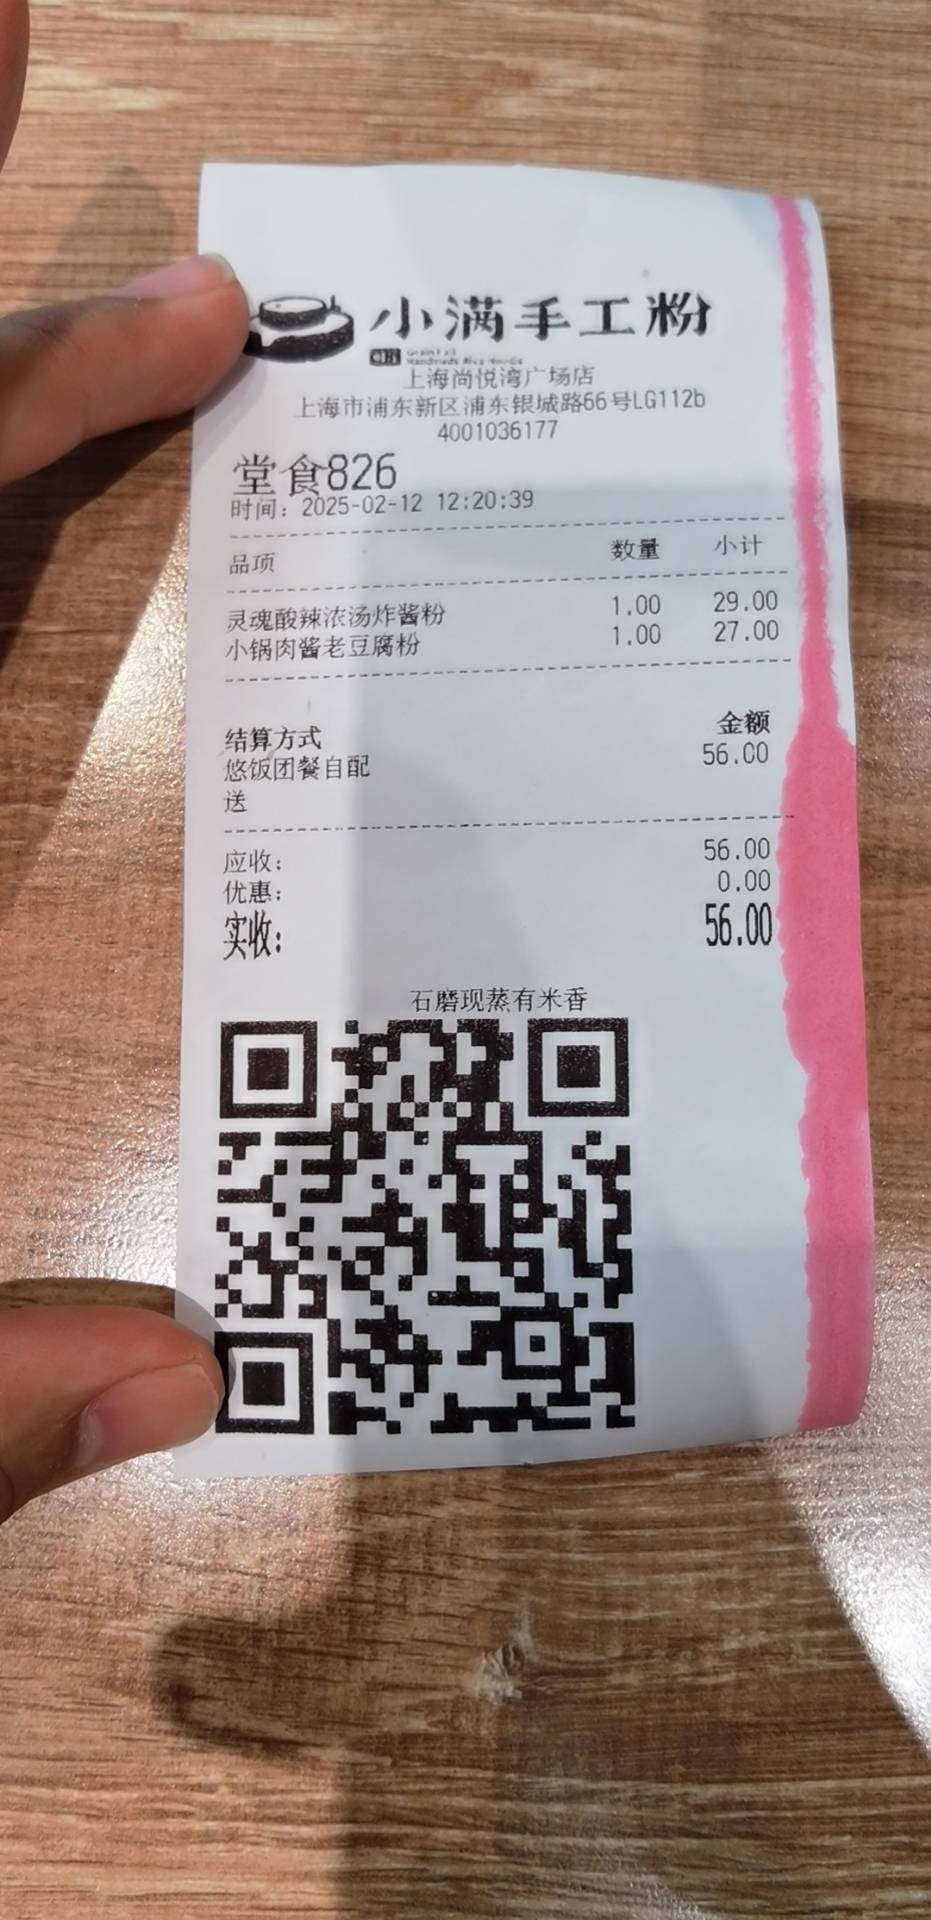 小满手工粉
上海尚悦湾广场店
上海市浦东新区浦东银城路66号LG112b
4001036177
堂食826
时间: 2025-02-12 12:20:39
品项 数量 小计
灵魂酸辣浓汤炸酱粉 1.00 29.00
小锅肉酱老豆腐粉 1.00 27.00
结算方式 金额
悠饭团餐自配 56.00
送
应收: 56.00
优惠: 0.00
实收: 56.00
石磨现蒸有米香